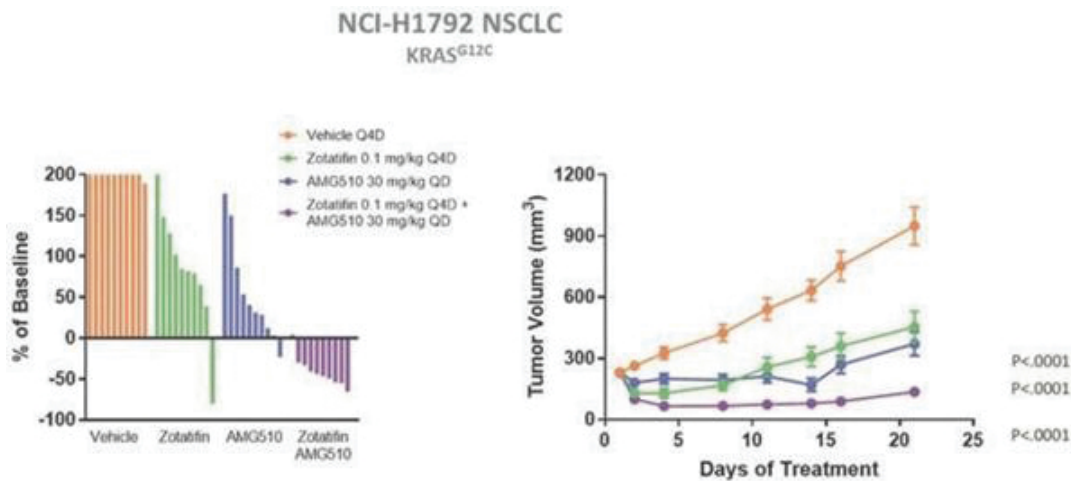 NCI-H1792 NSCLC
KRASG12C
Vehicle Q4D
Zotatifin 0.1 mg/kg Q4D
AMG510 30 mg/kg QD
Zotatifin 0.1 mg/kg Q4D +
AMG510 30 mg/kg QD
% of Baseline
200
150
100
50
0
-50
-100
Vehicle
Zotatifin
AMG510
Zotatifin
AMG510
Tumor Volume (mm3)
1200
900
600
300
0
0
5
10
15
20
25
Days of Treatment
P<.0001
P<.0001
P<.0001